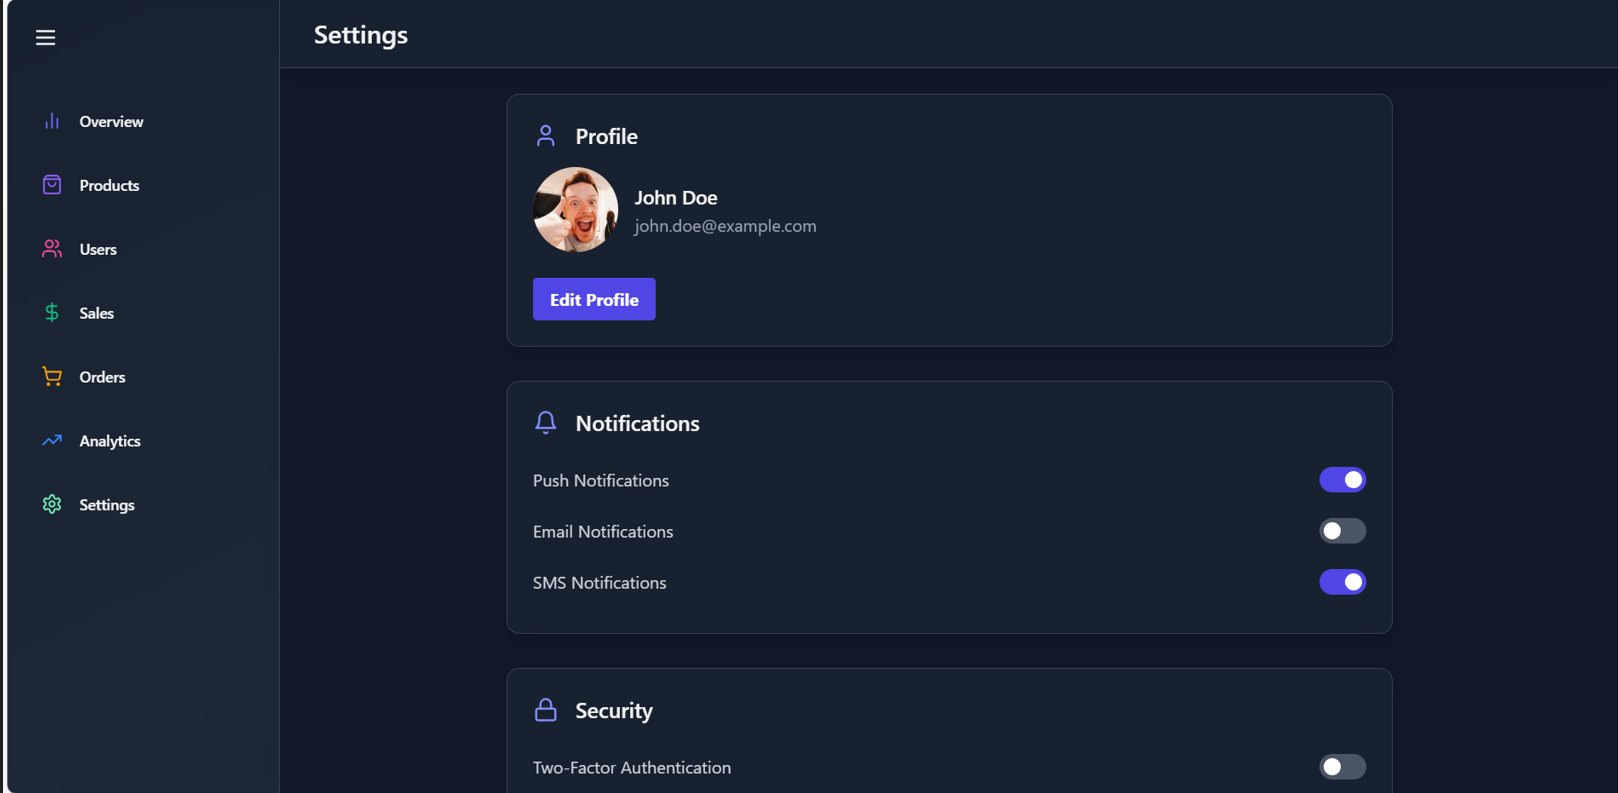 Settings
Overview
Products
Users
Sales
Orders
Analytics
Settings
Profile
John Doe
john.doe@example.com
Edit Profile
Notifications
Push Notifications
Email Notifications
SMS Notifications
Security
Two-Factor Authentication